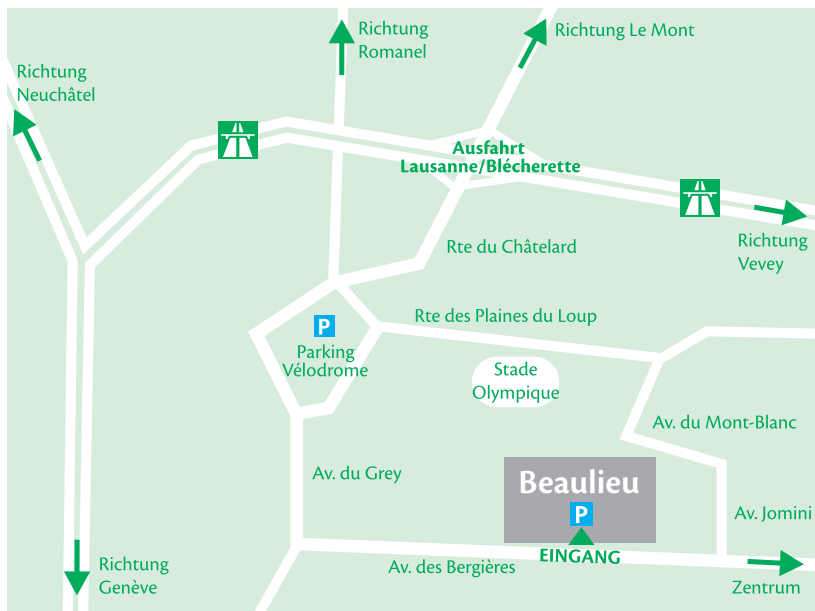 Richtung
Romanel
Richtung Le Mont
Richtung
Neuchâtel
Ausfahrt
Lausanne/Blécherette
Richtung
Vevey
Rte du Châtelard
Rte des Plaines du Loup
P
Parking
Vélodrome
Stade
Olympique
Av. du Mont-Blanc
Av. du Grey
Beaulieu
P
Av. Jomini
EINGANG
Av. des Bergières
Richtung
Genève
Zentrum